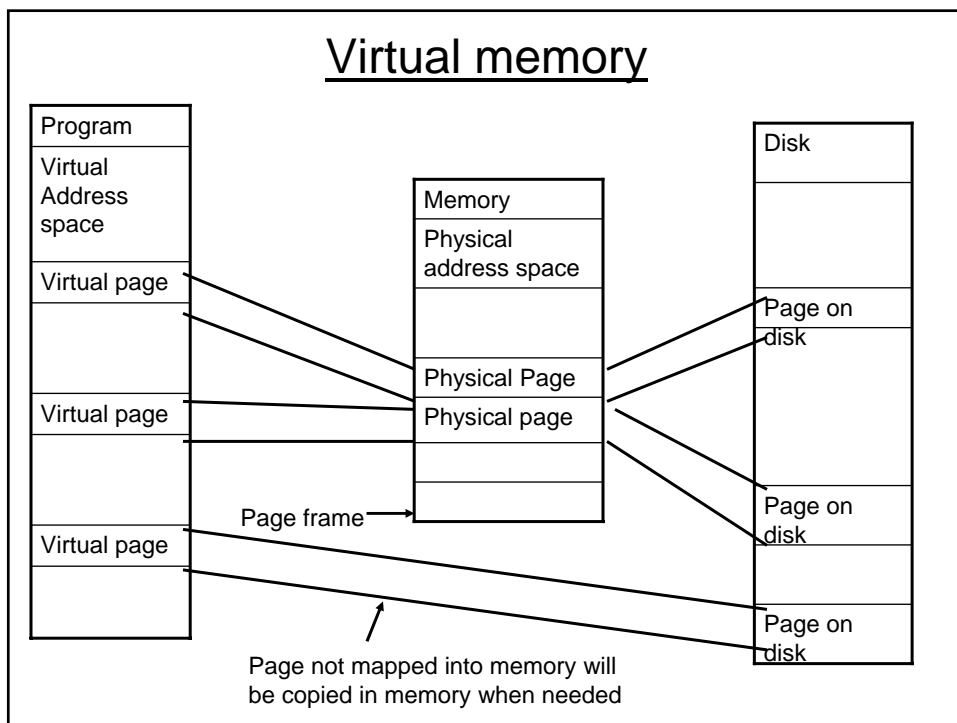 Virtual memory
Program
Virtual
Address
space
Virtual page
Virtual page
Virtual page
Memory
Physical
address space
Physical Page
Physical page
Page frame
Disk
Page on
disk
Page on
disk
Page on
disk
Page not mapped into memory will
be copied in memory when needed